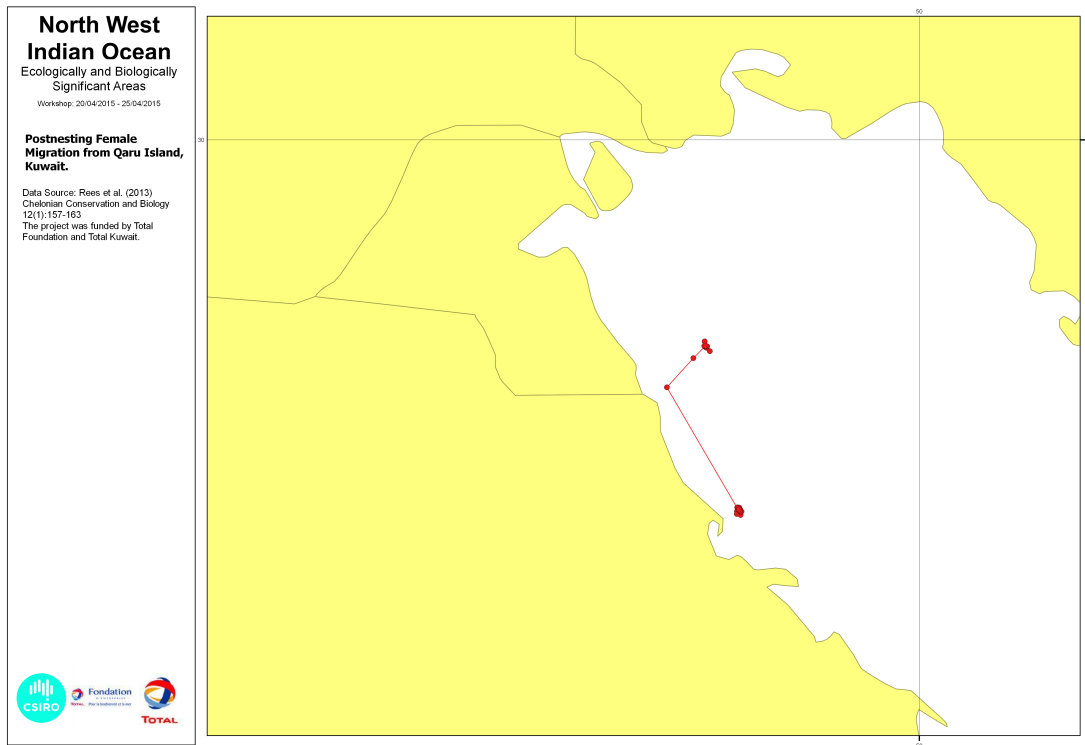 North West
Indian Ocean
Ecologically and Biologically
Significant Areas
Workshop: 20/04/2015 - 25/04/2015
Postnesting Female
Migration from Qaru Island,
Kuwait.
Data Source: Rees et al. (2013)
Chelonian Conservation and Biology
12(1):157-163
The project was funded by Total
Foundation and Total Kuwait.
CSIRO
TOTAL
Fondation
TOTAL
50
30